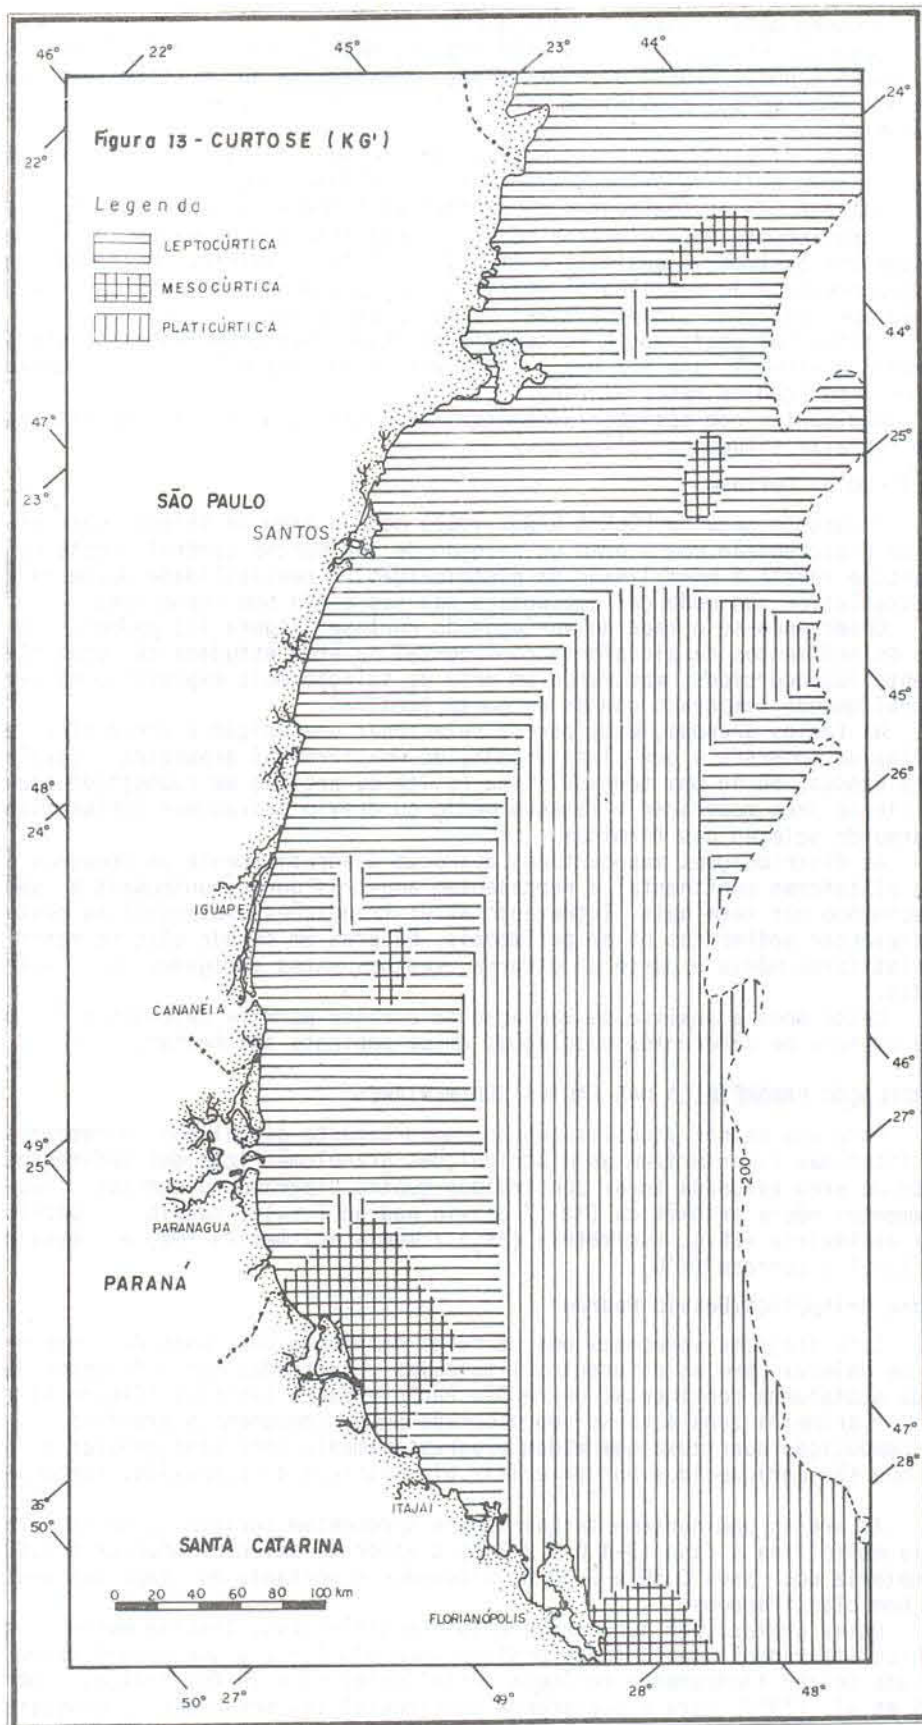 46° 22° 45° 23° 44°
24°
22°
Figura 13 - CURTOSE (KG')
Legenda
LEPTOCÚRTICA
MESOCÚRTICA
PLATICÚRTICA
44°
47°
25°
23°
SÃO PAULO
SANTOS
45°
26°
48°
24°
IGUAPE
CANANÉIA
46°
27°
49°
25°
200
PARANAGUÁ
PARANÁ
47°
28°
26°
ITAJAÍ
50°
SANTA CATARINA
0 20 40 60 80 100 km
FLORIANÓPOLIS
50° 27° 49° 28° 48°